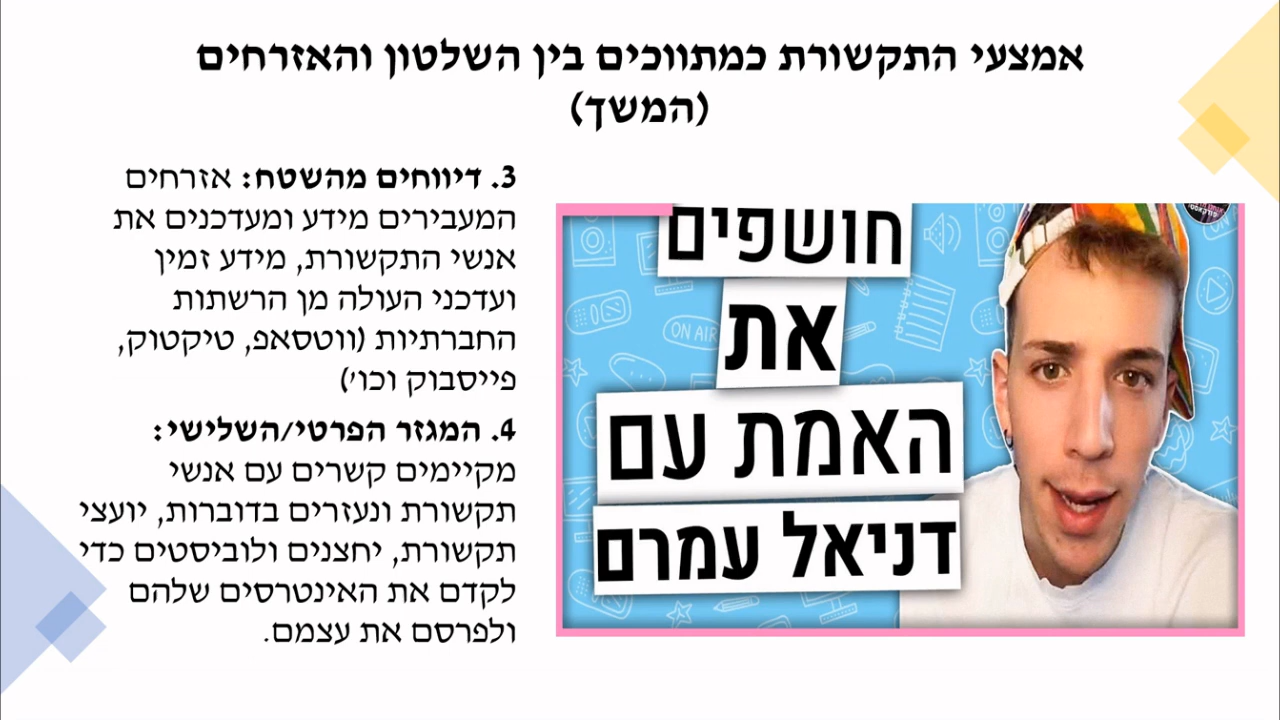 אמצעי התקשורת כמתווכים בין השלטון והאזרחים
(המשך)
3. דיווחים מהשטח: אזרחים
המעבירים מידע ומעדכנים את
אנשי התקשורת, מידע זמין
ועדכני העולה מן הרשתות
החברתיות (ווטסאפ, טיקטוק,
פייסבוק וכו')
4. המגזר הפרטי/השלישי:
מקיימים קשרים עם אנשי
תקשורת ונעזרים בדוברות, יועצי
תקשורת, יחצנים ולוביסטים כדי
לקדם את האינטרסים שלהם
ולפרסם את עצמם.
חושפים
את
האמת עם
דניאל עמרם
ON AIR